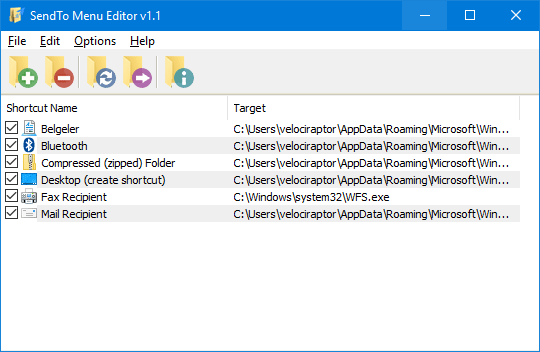 SendTo Menu Editor v1.1
File Edit Options Help
Shortcut Name Target
Belgeler C:\Users\velociraptor\AppData\Roaming\Microsoft\Win...
Bluetooth C:\Users\velociraptor\AppData\Roaming\Microsoft\Win...
Compressed (zipped) Folder C:\Users\velociraptor\AppData\Roaming\Microsoft\Win...
Desktop (create shortcut) C:\Users\velociraptor\AppData\Roaming\Microsoft\Win...
Fax Recipient C:\Windows\system32\WFS.exe
Mail Recipient C:\Users\velociraptor\AppData\Roaming\Microsoft\Win...